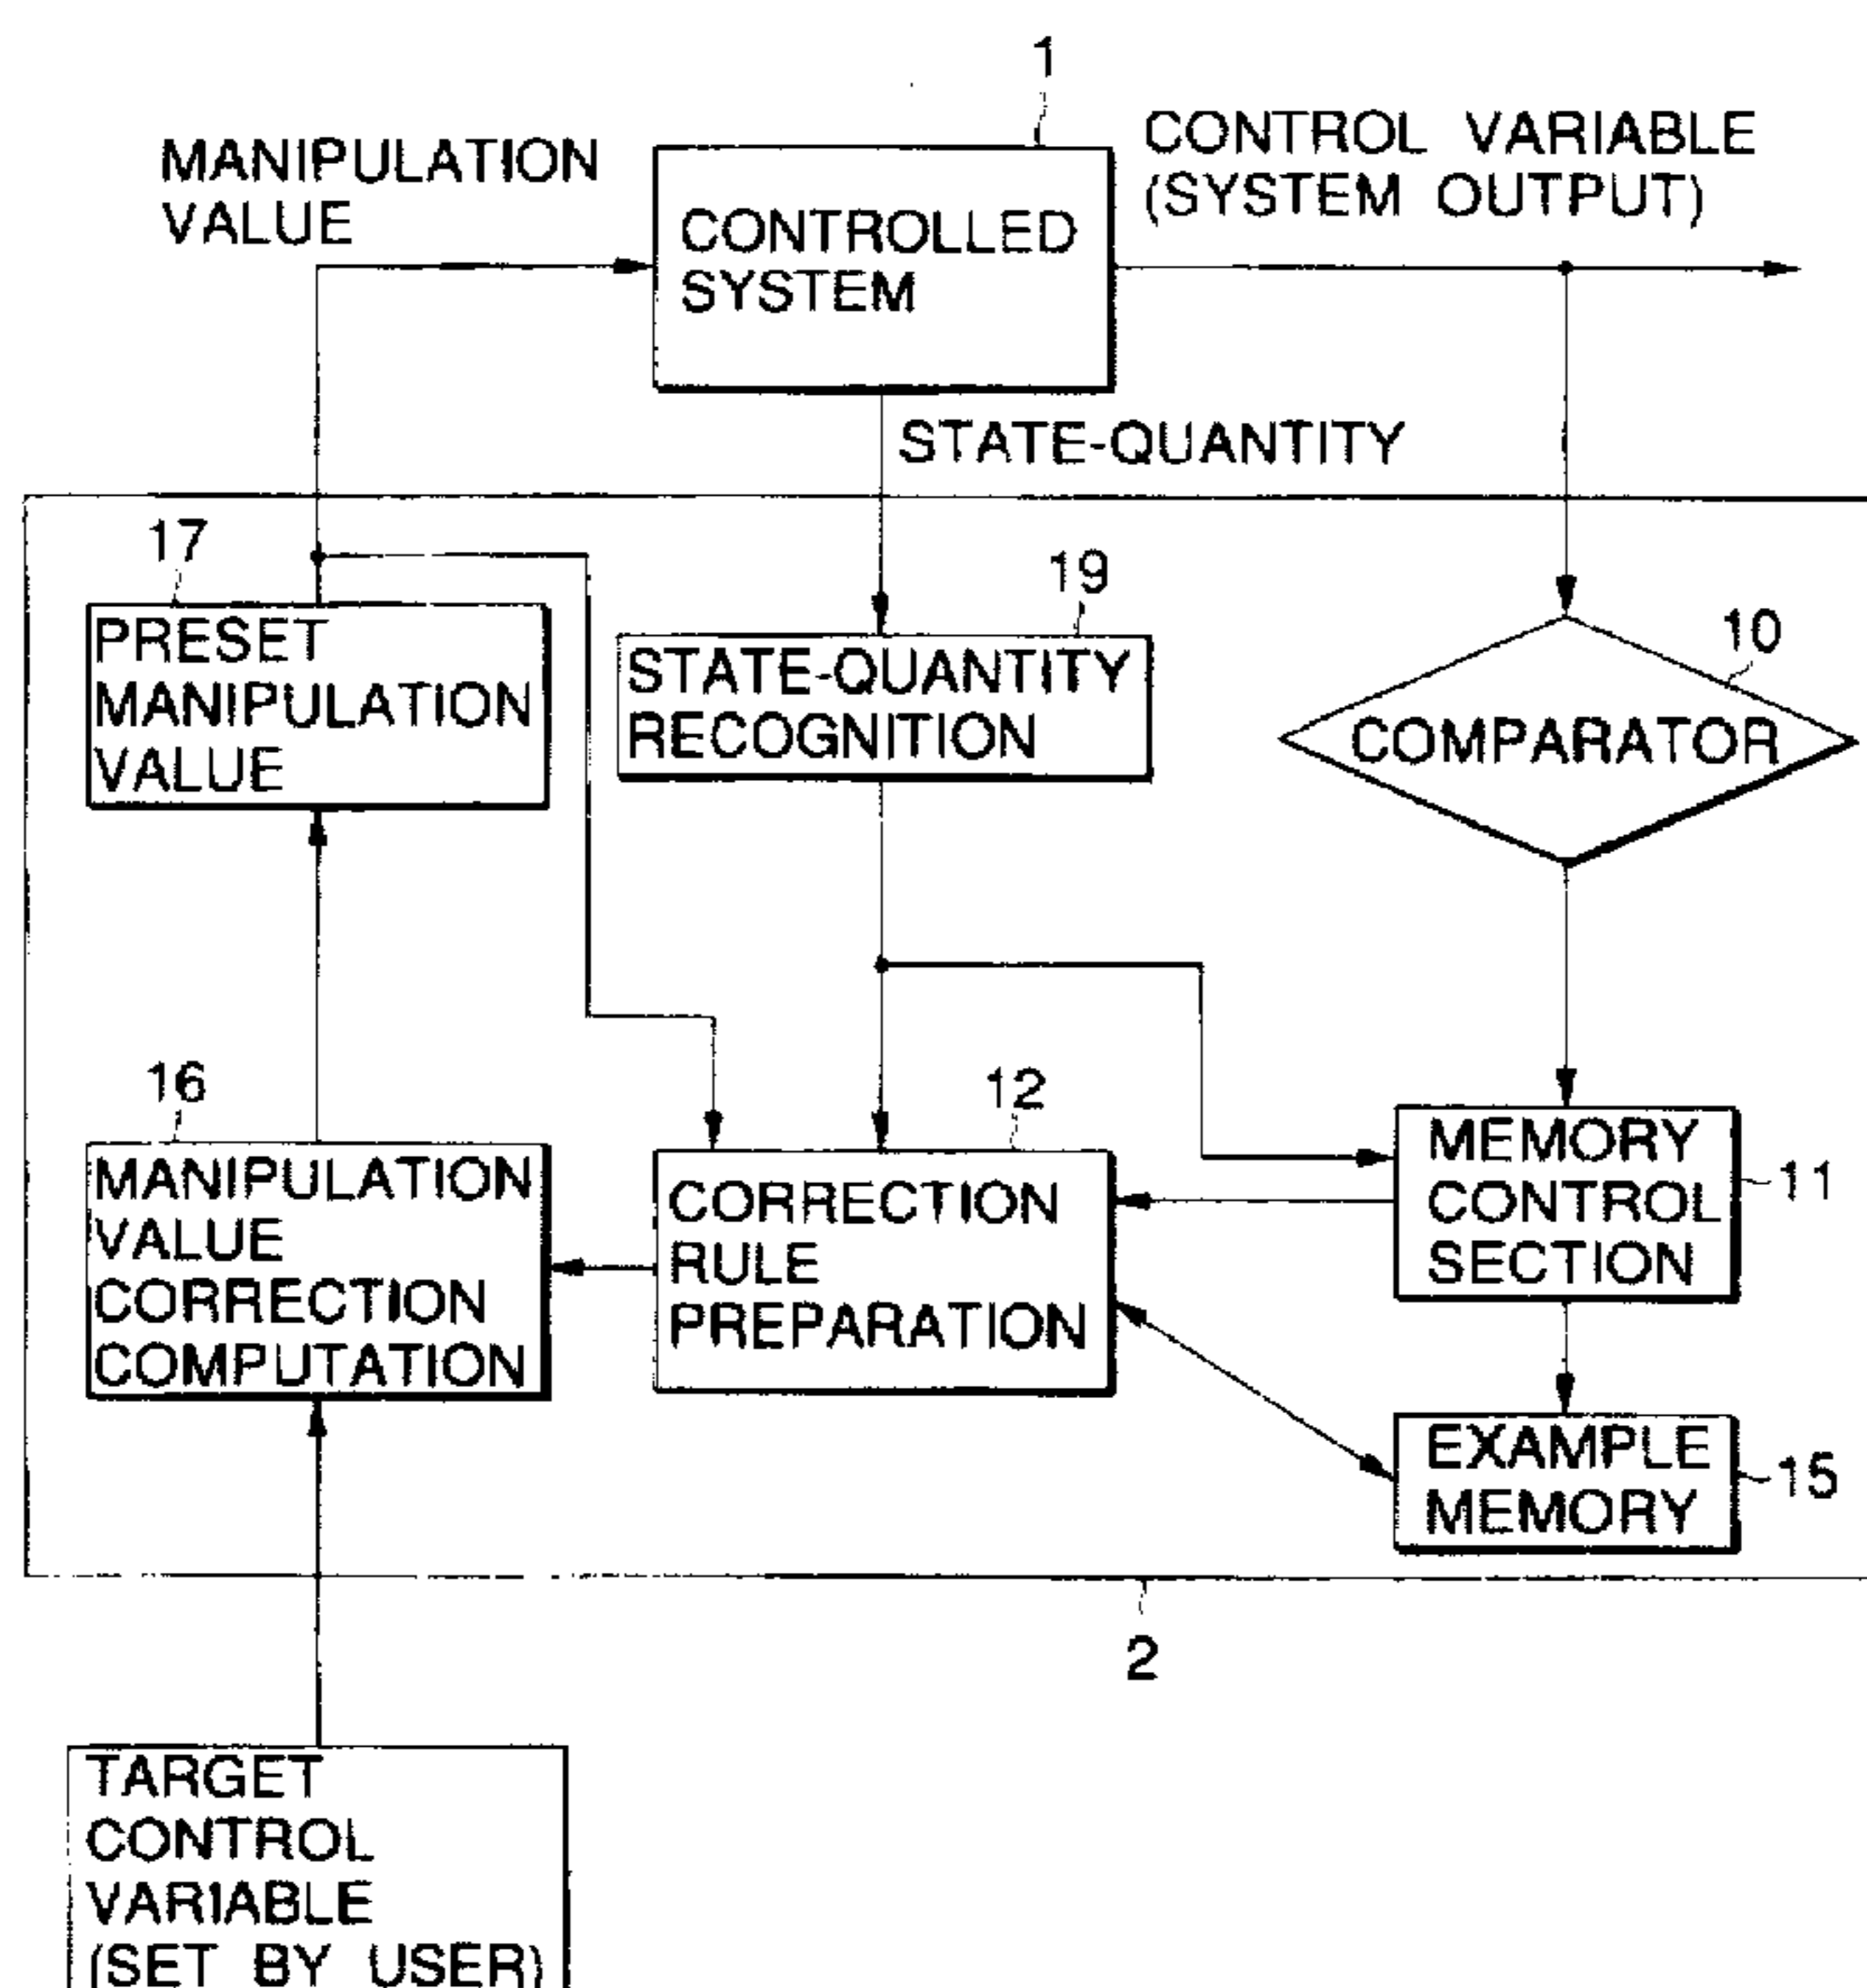 1
MANIPULATION
VALUE
CONTROLLED
SYSTEM
CONTROL VARIABLE
(SYSTEM OUTPUT)
STATE-QUANTITY
17
PRESET
MANIPULATION
VALUE
19
STATE-QUANTITY
RECOGNITION
10
COMPARATOR
16
MANIPULATION
VALUE
CORRECTION
COMPUTATION
12
CORRECTION
RULE
PREPARATION
MEMORY
CONTROL
SECTION
11
EXAMPLE
MEMORY
15
2
TARGET
CONTROL
VARIABLE
(SET BY USER)